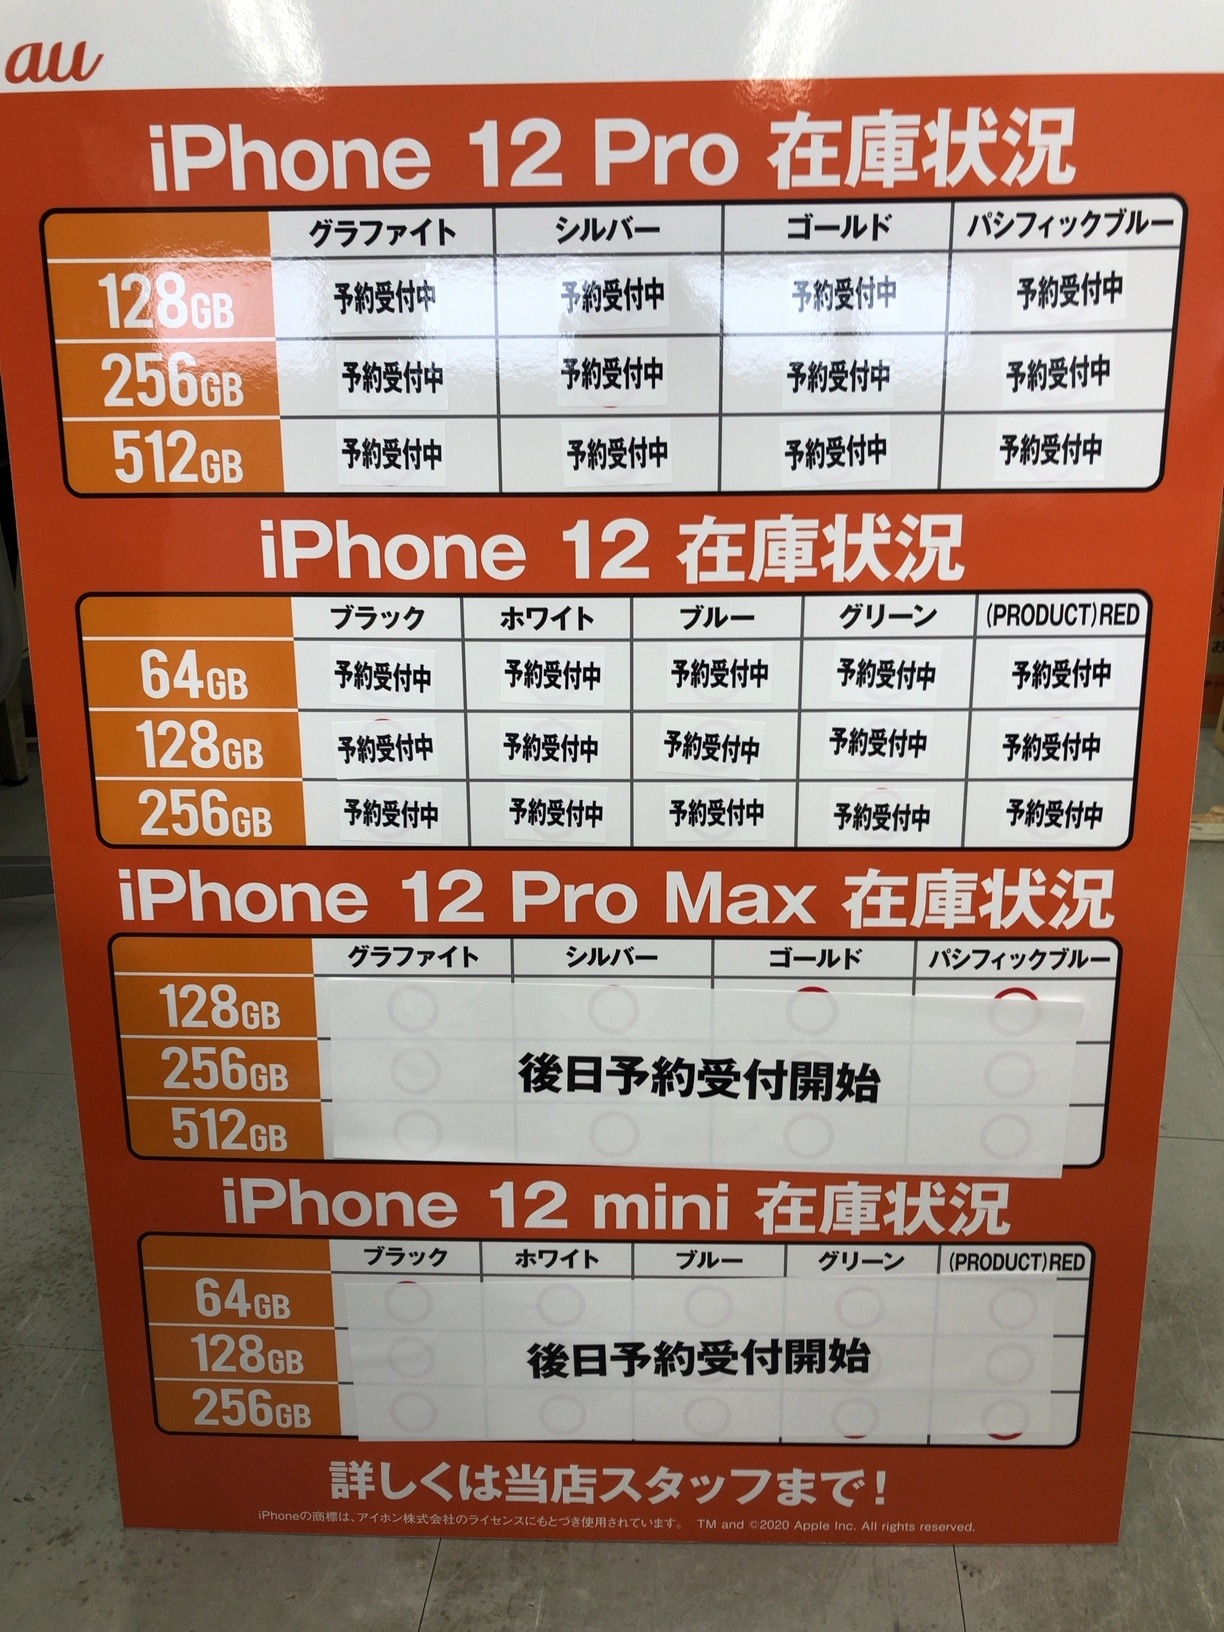 au
iPhone 12 Pro 在庫状況
グラファイト シルバー ゴールド パシフィックブルー
128GB 予約受付中 予約受付中 予約受付中 予約受付中
256GB 予約受付中 予約受付中 予約受付中 予約受付中
512GB 予約受付中 予約受付中 予約受付中 予約受付中
iPhone 12 在庫状況
ブラック ホワイト ブルー グリーン (PRODUCT)RED
64GB 予約受付中 予約受付中 予約受付中 予約受付中 予約受付中
128GB 予約受付中 予約受付中 予約受付中 予約受付中 予約受付中
256GB 予約受付中 予約受付中 予約受付中 予約受付中 予約受付中
iPhone 12 Pro Max 在庫状況
グラファイト シルバー ゴールド パシフィックブルー
128GB
256GB 後日予約受付開始
512GB
iPhone 12 mini 在庫状況
ブラック ホワイト ブルー グリーン (PRODUCT)RED
64GB
128GB 後日予約受付開始
256GB
詳しくは当店スタッフまで!
iPhoneの商標は、アイホン株式会社のライセンスにもとづき使用されています。 TM and ©2020 Apple Inc. All rights reserved.